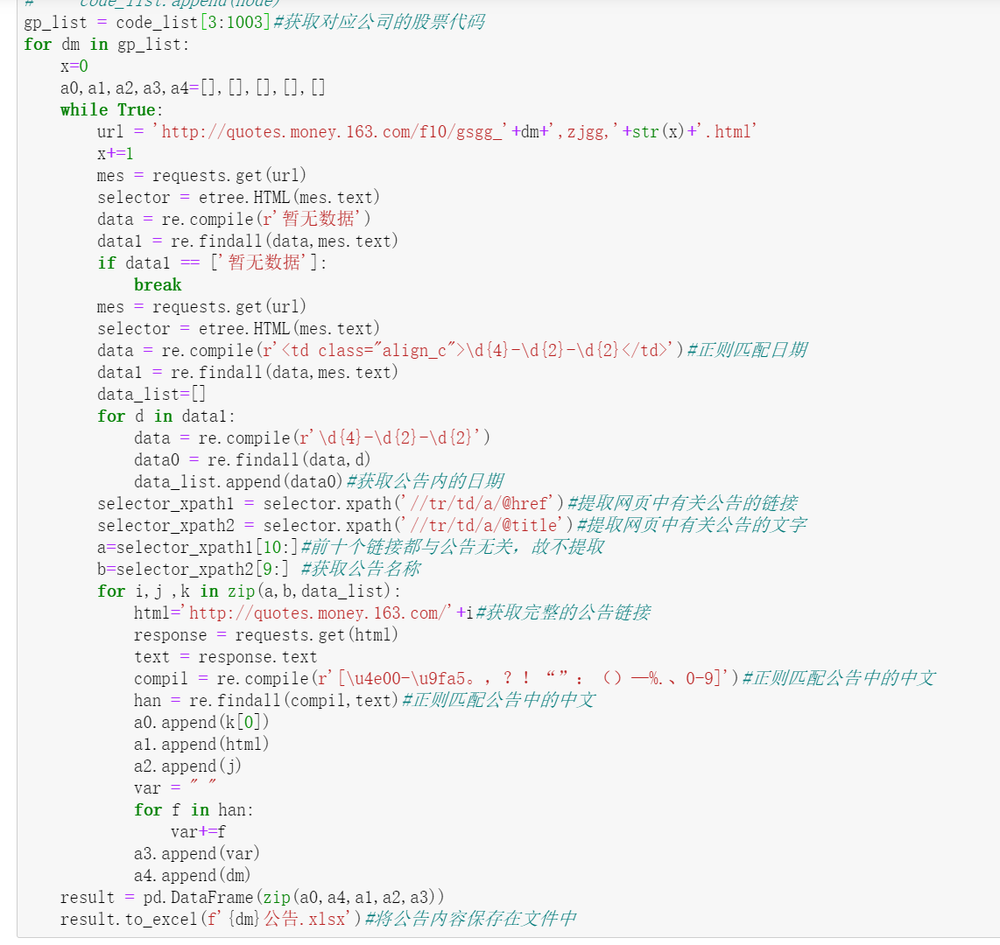 #     code_list.append(node)
gp_list = code_list[3:1003]#获取对应公司的股票代码
for dm in gp_list:
    x=0
    a0,a1,a2,a3,a4=[],[],[],[],[]
    while True:
        url = 'http://quotes.money.163.com/f10/gsgg_'+dm+',zjgg,'+str(x)+'.html'
        x+=1
        mes = requests.get(url)
        selector = etree.HTML(mes.text)
        data = re.compile(r'暂无数据')
        data1 = re.findall(data,mes.text)
        if data1 == ['暂无数据']:
            break
        mes = requests.get(url)
        selector = etree.HTML(mes.text)
        data = re.compile(r'<td class="align_c">\d{4}-\d{2}-\d{2}</td>')#正则匹配日期
        data1 = re.findall(data,mes.text)
        data_list=[]
        for d in data1:
            data = re.compile(r'\d{4}-\d{2}-\d{2}')
            data0 = re.findall(data,d)
            data_list.append(data0)#获取公告内的日期
        selector_xpath1 = selector.xpath('//tr/td/a/@href')#提取网页中有关公告的链接
        selector_xpath2 = selector.xpath('//tr/td/a/@title')#提取网页中有关公告的文字
        a=selector_xpath1[10:]#前十个链接都与公告无关，故不提取
        b=selector_xpath2[9:] #获取公告名称
        for i,j ,k in zip(a,b,data_list):
            html='http://quotes.money.163.com/'+i#获取完整的公告链接
            response = requests.get(html)
            text = response.text
            compil = re.compile(r'[\u4e00-\u9fa5。，？！“”：（）—%.、0-9]')#正则匹配公告中的中文
            han = re.findall(compil,text)#正则匹配公告中的中文
            a0.append(k[0])
            a1.append(html)
            a2.append(j)
            var = " "
            for f in han:
                var+=f
            a3.append(var)
            a4.append(dm)
    result = pd.DataFrame(zip(a0,a4,a1,a2,a3))
    result.to_excel(f'{dm}公告.xlsx')#将公告内容保存在文件中